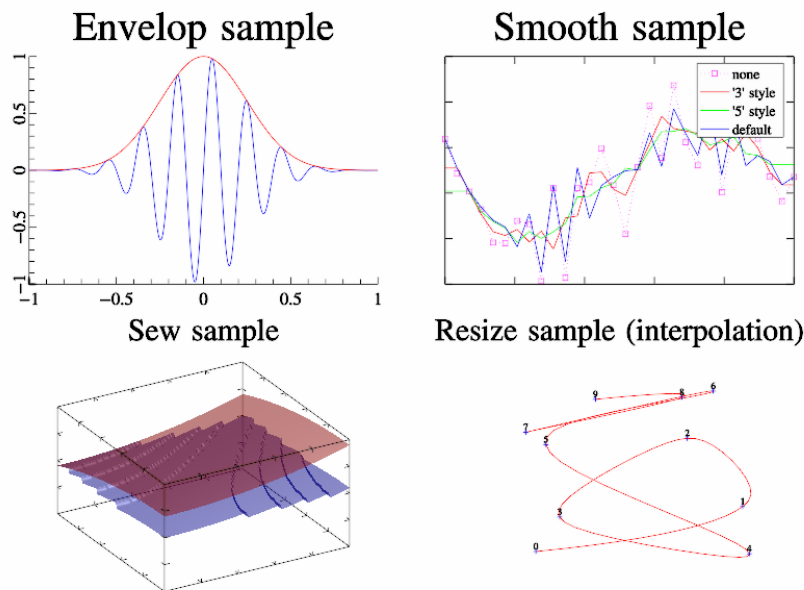 Envelop sample
Smooth sample
1
0.5
0
−0.5
−1
−1
−0.5
0
0.5
1
none
'3' style
'5' style
default
Sew sample
Resize sample (interpolation)
9
8
6
7
5
2
3
1
0
4